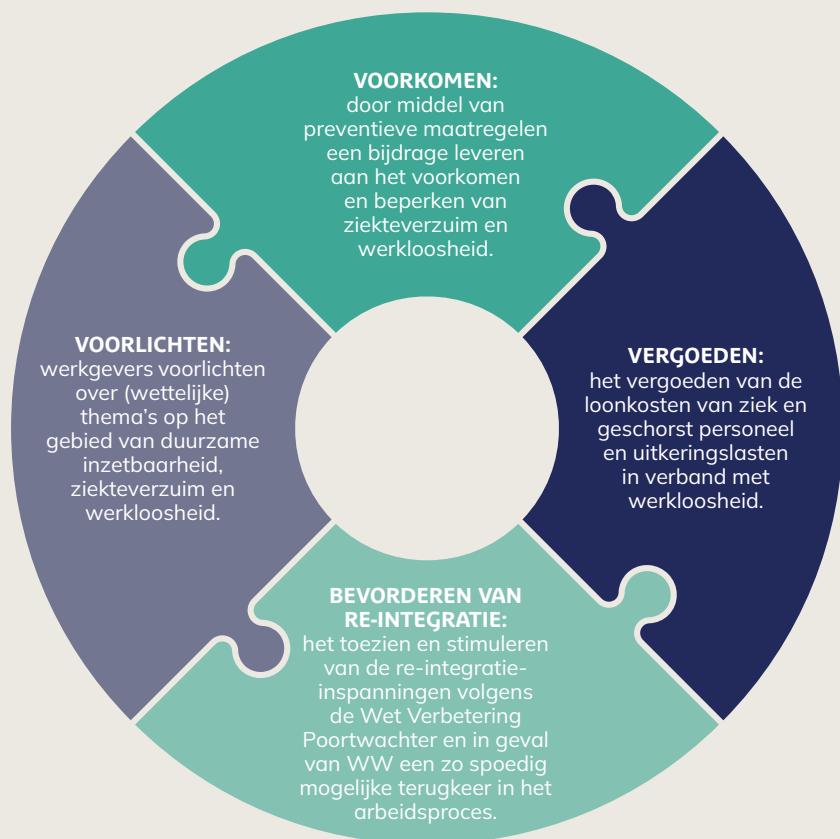 VOORKOMEN:
door middel van
preventieve maatregelen
een bijdrage leveren
aan het voorkomen
en beperken van
ziekteverzuim en
werkloosheid.
VERGOEDEN:
het vergoeden van de
loonkosten van ziek en
geschorst personeel
en uitkeringslasten
in verband met
werkloosheid.
BEVORDEREN VAN
RE-INTEGRATIE:
het toezien en stimuleren
van de re-integratie-
inspanningen volgens
de Wet Verbetering
Poortwachter en in geval
van WW een zo spoedig
mogelijke terugkeer in het
arbeidsproces.
VOORLICHTEN:
werkgevers voorlichten
over (wettelijke)
thema’s op het
gebied van duurzame
inzetbaarheid,
ziekteverzuim en
werkloosheid.